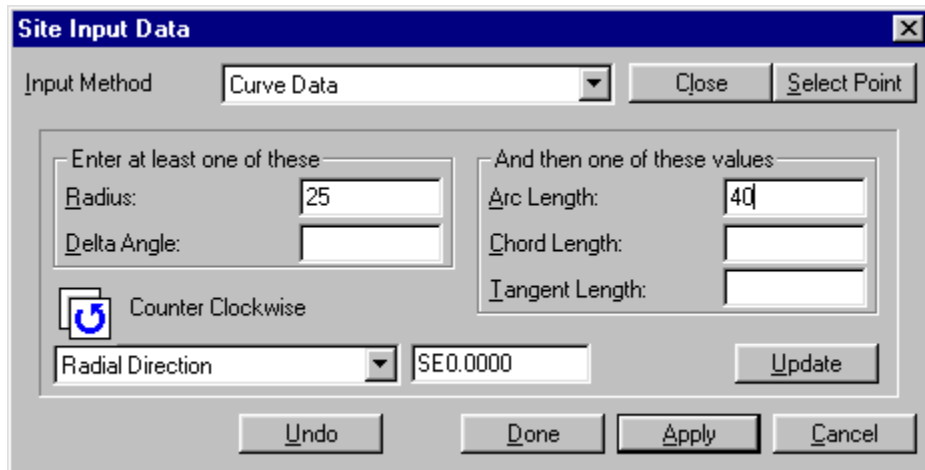 Site Input Data
Input Method Curve Data Close Select Point
Enter at least one of these
Radius: 25
Delta Angle:
And then one of these values
Arc Length: 40
Chord Length:
Tangent Length:
Counter Clockwise
Radial Direction SE0.0000 Update
Undo Done Apply Cancel